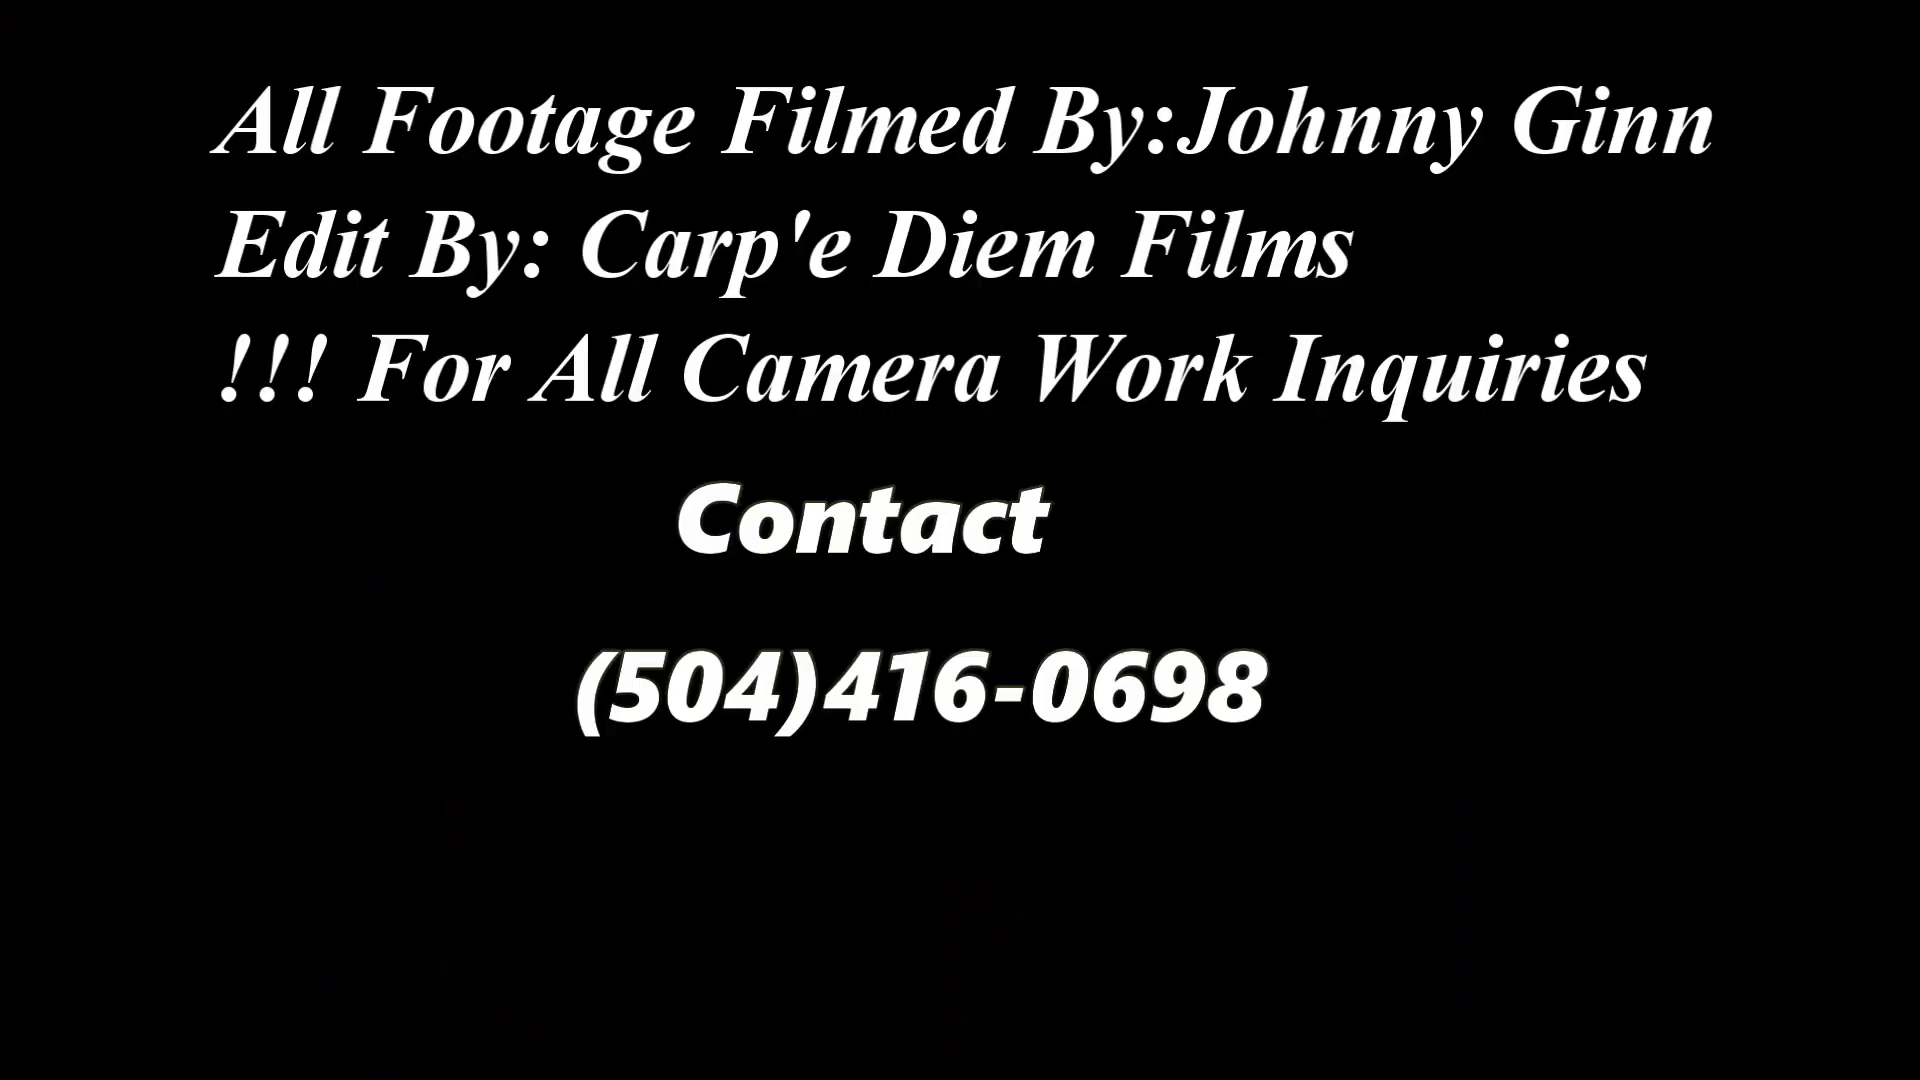 All Footage Filmed By:Johnny Ginn
Edit By: Carp'e Diem Films
!!! For All Camera Work Inquiries
Contact
(504)416-0698